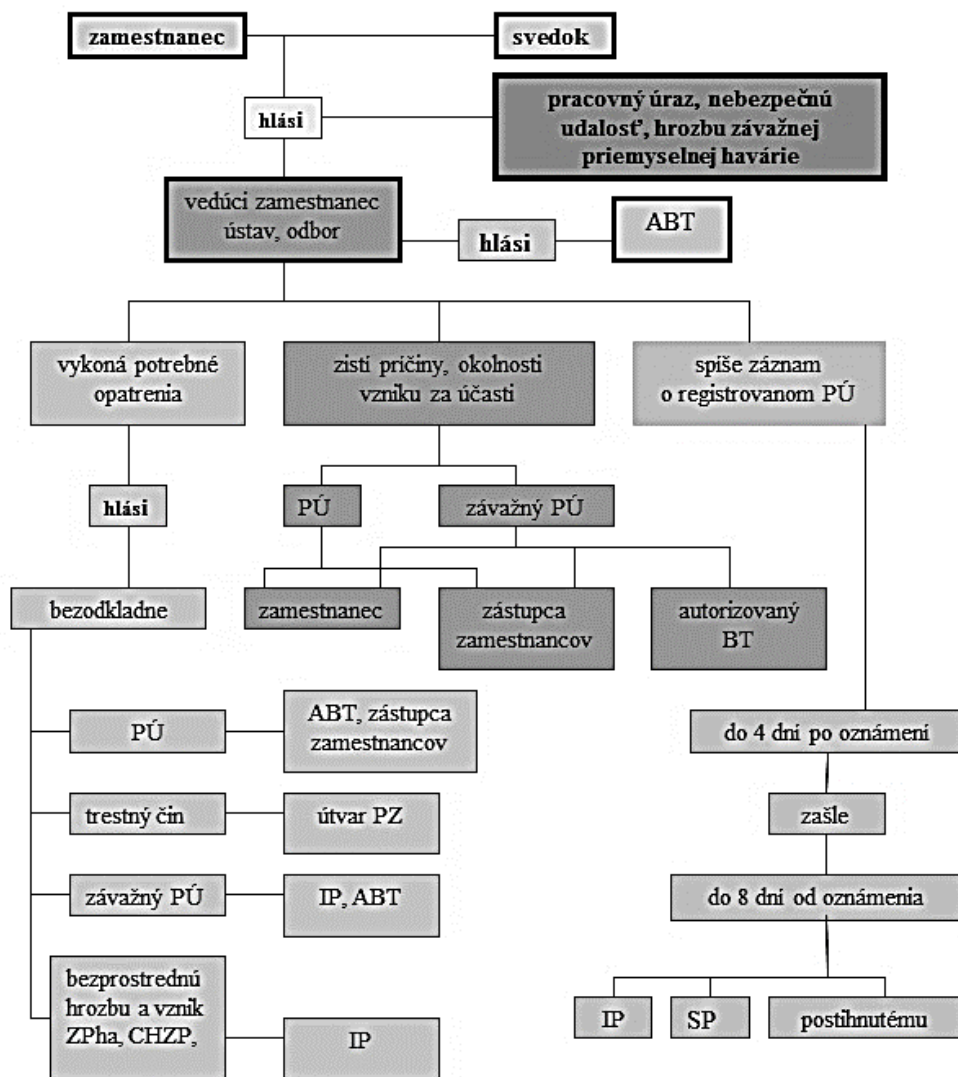 zamestnanec
svedok
hlási
pracovný úraz, nebezpečnú
udalosť, hrozbu závažnej
priemyselnej havárie
vedúci zamestnanec
ústav, odbor
hlási
ABT
vykoná potrebné
opatrenia
zistí príčiny, okolnosti
vzniku za účasti
spíše záznam
o registrovanom PÚ
hlási
PÚ
závažný PÚ
bezodkladne
zamestnanec
zástupca
zamestnancov
autorizovaný
BT
PÚ
ABT, zástupca
zamestnancov
do 4 dní po oznámení
trestný čin
útvar PZ
zašle
závažný PÚ
IP, ABT
do 8 dní od oznámenia
bezprostrednú
hrozbu a vznik
ZPha, CHZP,
IP
IP
SP
postihnutému